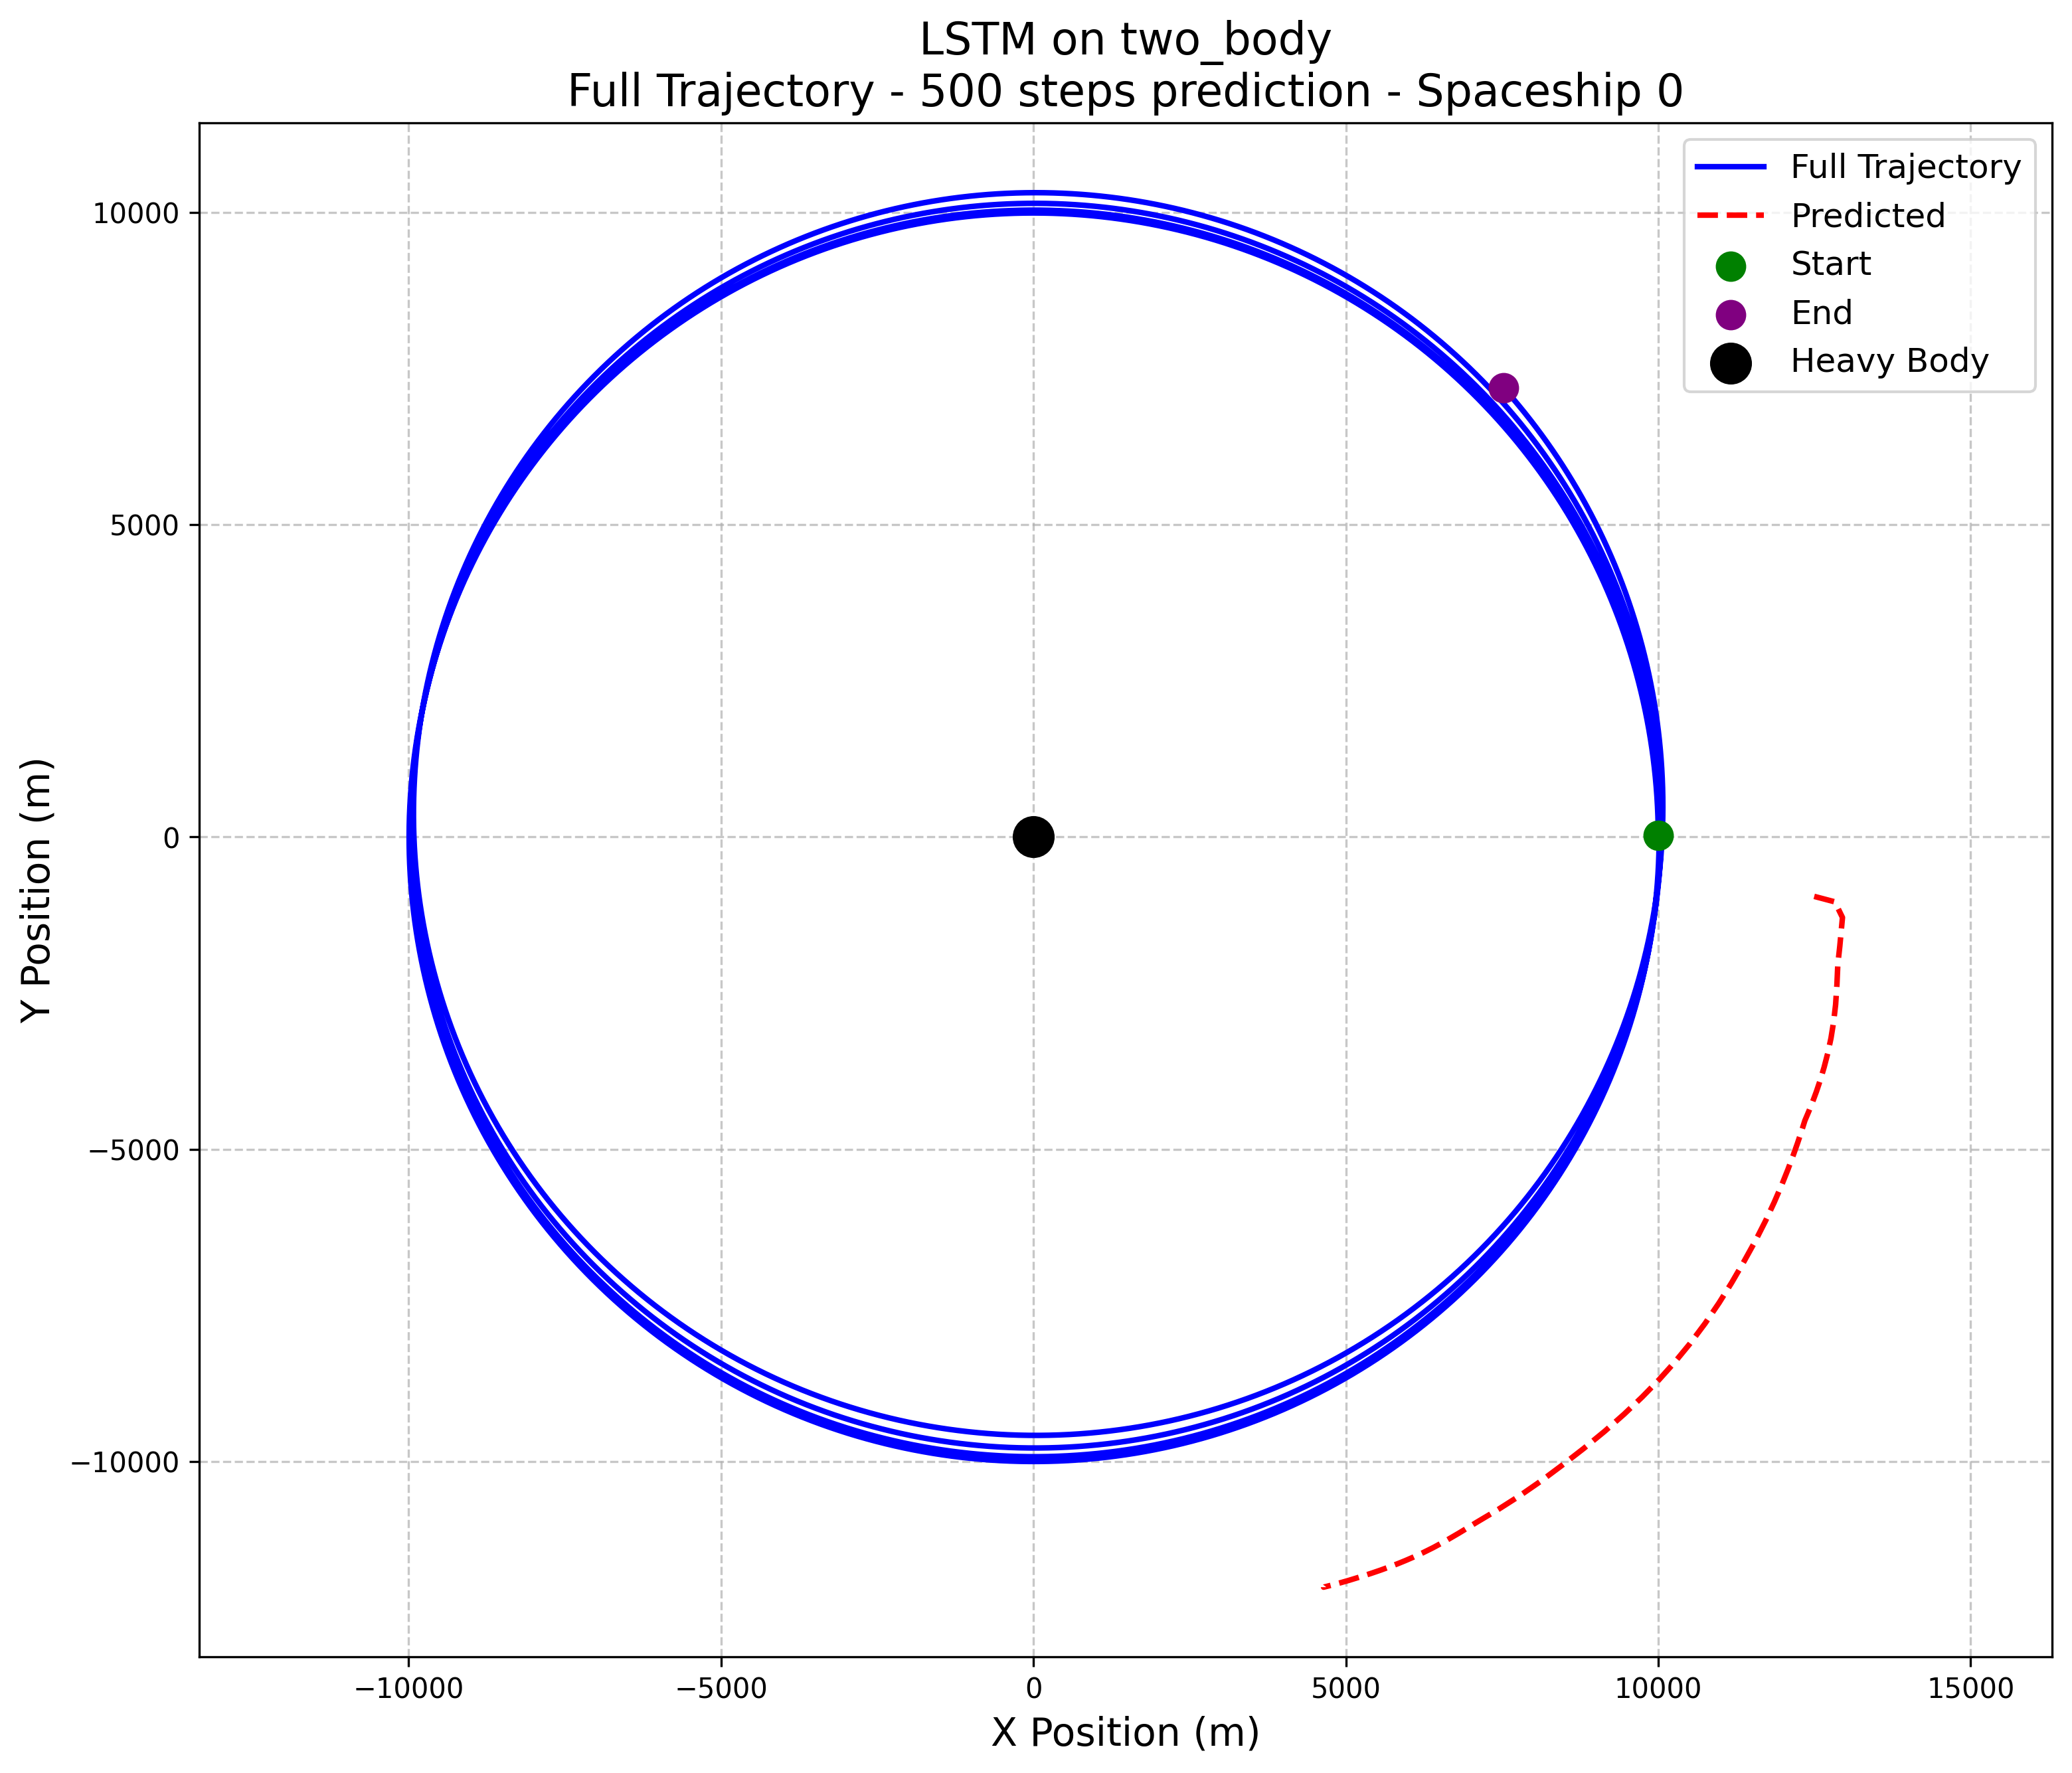 LSTM on two_body
Full Trajectory - 500 steps prediction - Spaceship 0
Full Trajectory
Predicted
Start
End
Heavy Body
10000
5000
0
−5000
−10000
Y Position (m)
−10000
−5000
0
5000
10000
15000
X Position (m)